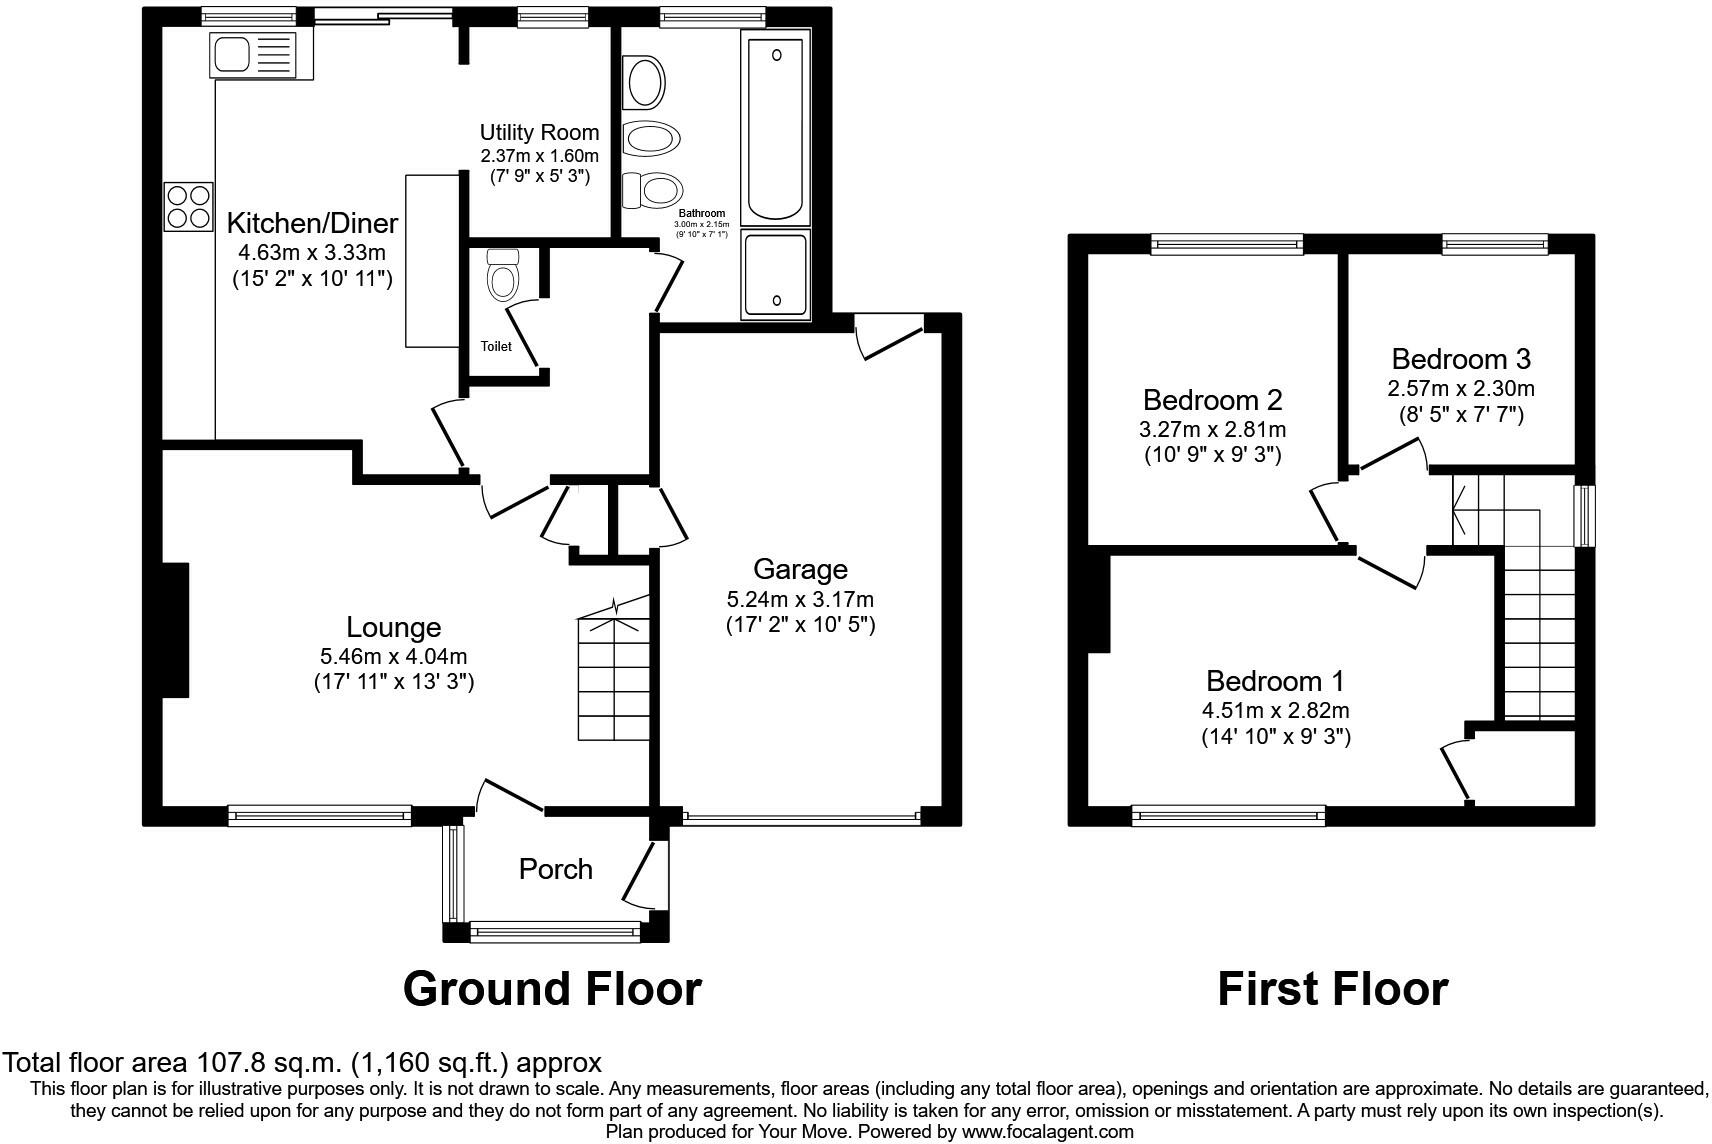 Utility Room
2.37m x 1.60m
(7' 9" x 5' 3")
Bathroom
3.00m x 2.15m
(9' 10" x 7' 1")
Kitchen/Diner
4.63m x 3.33m
(15' 2" x 10' 11")
Toilet
Garage
5.24m x 3.17m
(17' 2" x 10' 5")
Lounge
5.46m x 4.04m
(17' 11" x 13' 3")
Porch
Ground Floor
Bedroom 3
2.57m x 2.30m
(8' 5" x 7' 7")
Bedroom 2
3.27m x 2.81m
(10' 9" x 9' 3")
Bedroom 1
4.51m x 2.82m
(14' 10" x 9' 3")
First Floor
Total floor area 107.8 sq.m. (1,160 sq.ft.) approx
This floor plan is for illustrative purposes only. It is not drawn to scale. Any measurements, floor areas (including any total floor area), openings and orientation are approximate. No details are guaranteed,
they cannot be relied upon for any purpose and they do not form part of any agreement. No liability is taken for any error, omission or misstatement. A party must rely upon its own inspection(s).
Plan produced for Your Move. Powered by www.focalagent.com